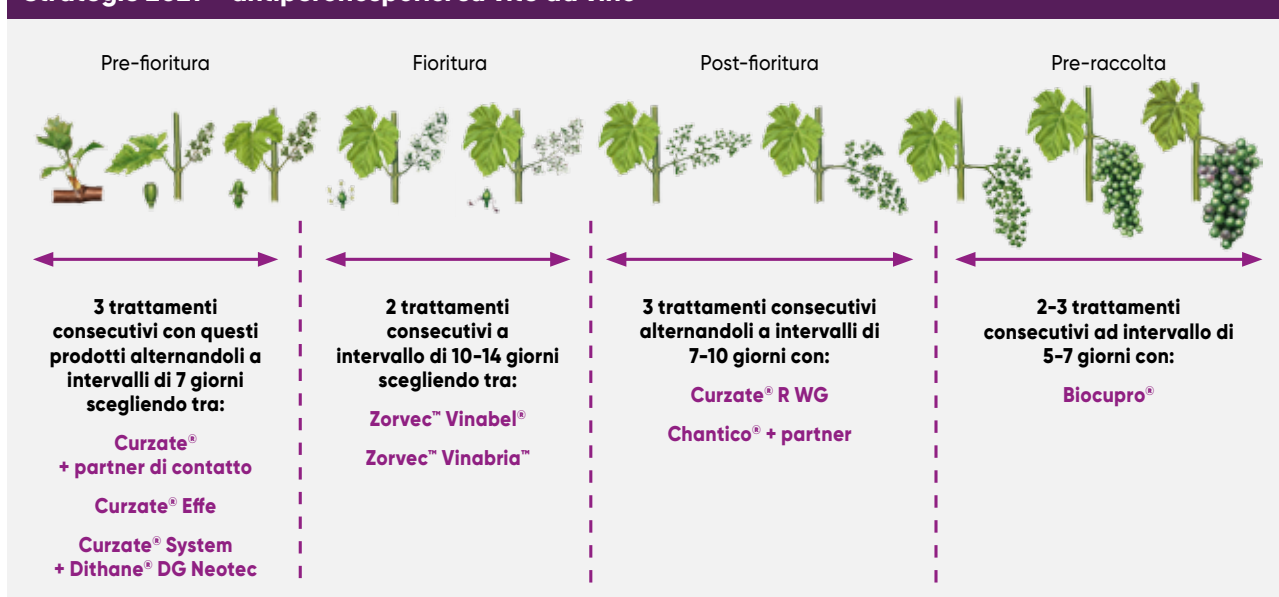 Pre-fioritura
Fioritura
Post-fioritura
Pre-raccolta
3 trattamenti
consecutivi con questi
prodotti alternandoli a
intervalli di 7 giorni
scegliendo tra:
Curzate®
+ partner di contatto
Curzate® Effe
Curzate® System
+ Dithane® DG Neotec
2 trattamenti
consecutivi a
intervallo di 10-14 giorni
scegliendo tra:
Zorvec™ Vinabel®
Zorvec™ Vinabria™
3 trattamenti consecutivi
alternandoli a intervalli di
7-10 giorni con:
Curzate® R WG
Chantico® + partner
2-3 trattamenti
consecutivi ad intervallo di
5-7 giorni con:
Biocupro®